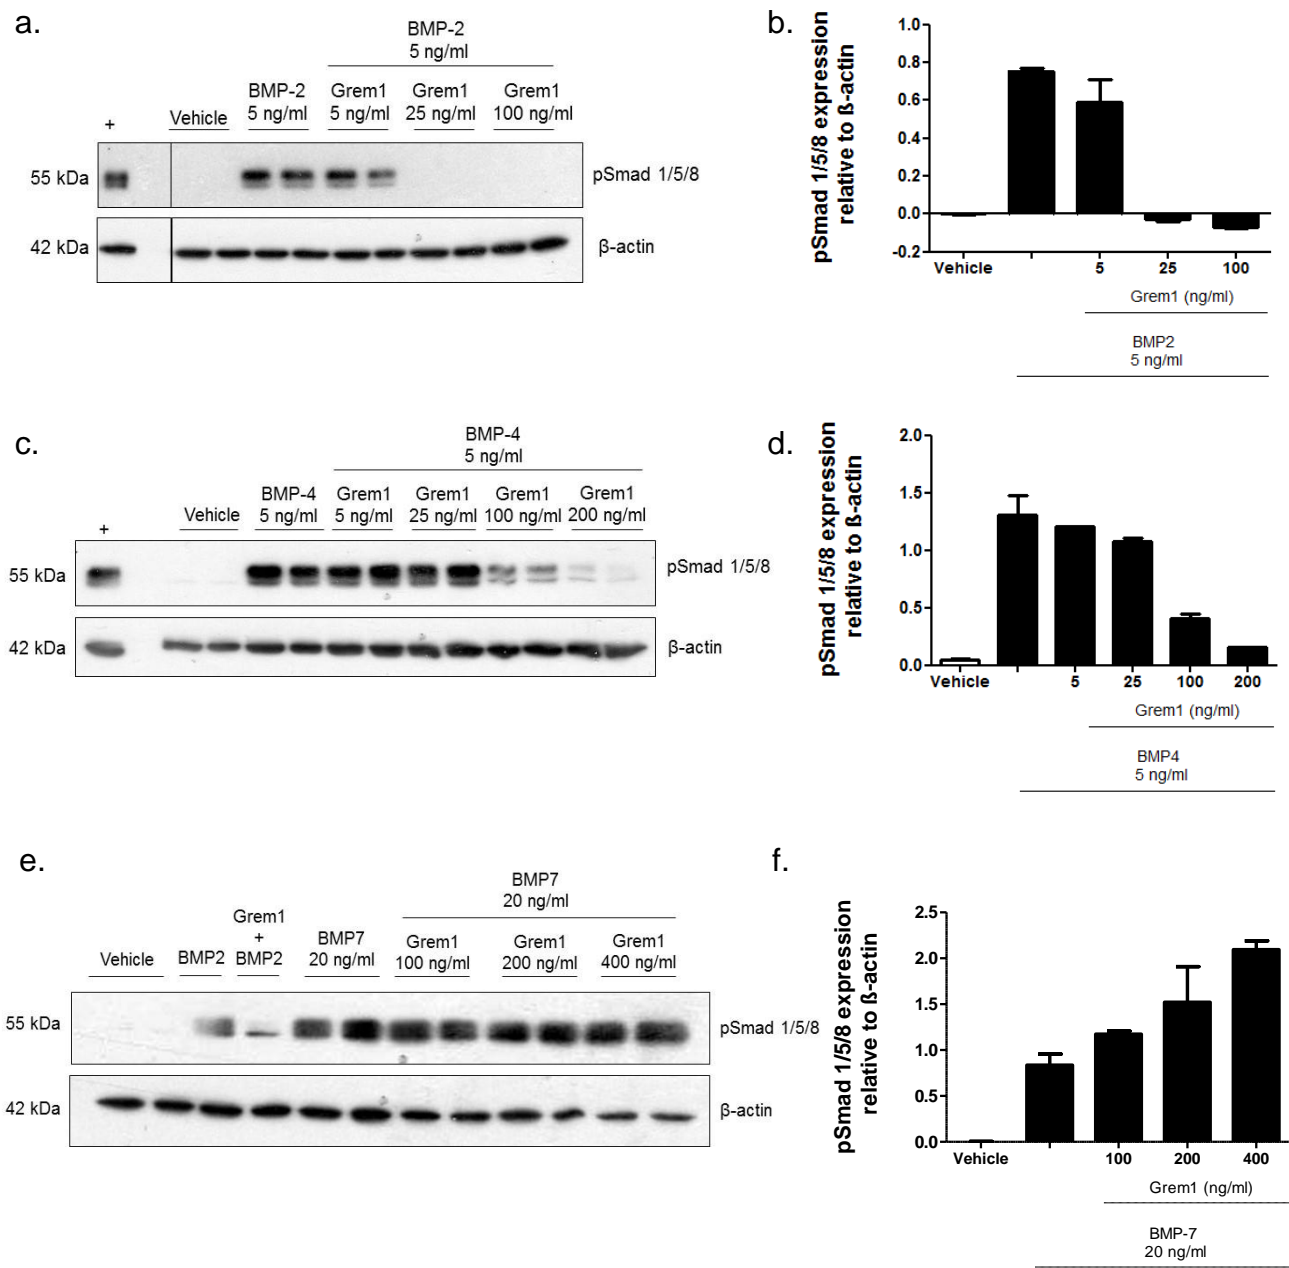 a.
BMP-2
5 ng/ml
+
Vehicle
BMP-2
5 ng/ml
Grem1
5 ng/ml
Grem1
25 ng/ml
Grem1
100 ng/ml
55 kDa
pSmad 1/5/8
42 kDa
β-actin
b.
pSmad 1/5/8 expression
relative to ß-actin
1.0
0.8
0.6
0.4
0.2
0.0
-0.2
Vehicle
5
25
100
Grem1 (ng/ml)
BMP2
5 ng/ml
c.
BMP-4
5 ng/ml
+
Vehicle
BMP-4
5 ng/ml
Grem1
5 ng/ml
Grem1
25 ng/ml
Grem1
100 ng/ml
Grem1
200 ng/ml
55 kDa
pSmad 1/5/8
42 kDa
β-actin
d.
pSmad 1/5/8 expression
relative to ß-actin
2.0
1.5
1.0
0.5
0.0
Vehicle
5
25
100
200
Grem1 (ng/ml)
BMP4
5 ng/ml
e.
BMP7
20 ng/ml
Vehicle
BMP2
Grem1
+
BMP2
BMP7
20 ng/ml
Grem1
100 ng/ml
Grem1
200 ng/ml
Grem1
400 ng/ml
55 kDa
pSmad 1/5/8
42 kDa
β-actin
f.
pSmad 1/5/8 expression
relative to ß-actin
2.5
2.0
1.5
1.0
0.5
0.0
Vehicle
100
200
400
Grem1 (ng/ml)
BMP-7
20 ng/ml